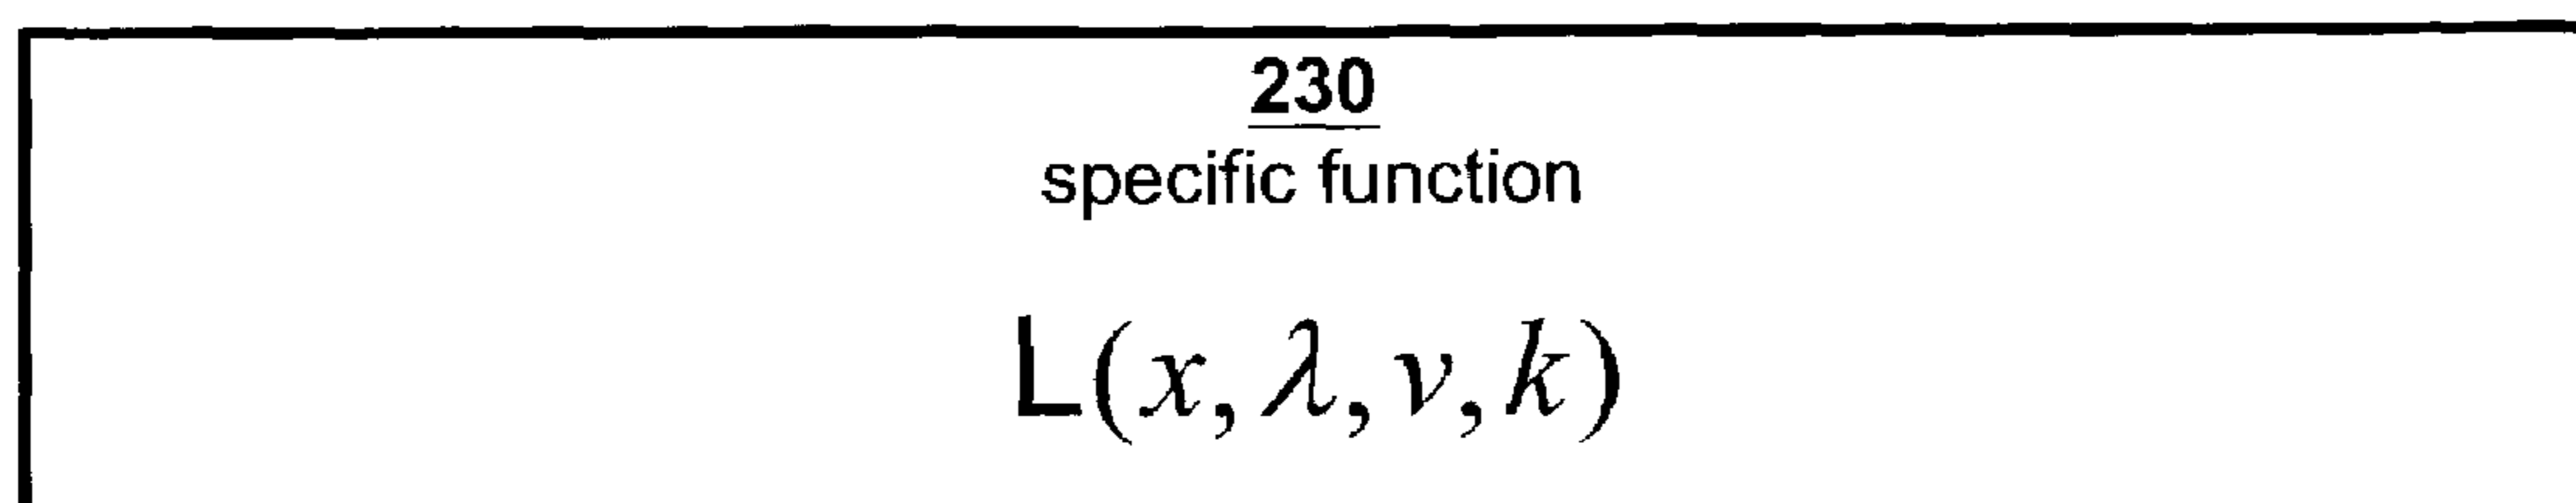 230
specific function
L(x, λ, ν, k)